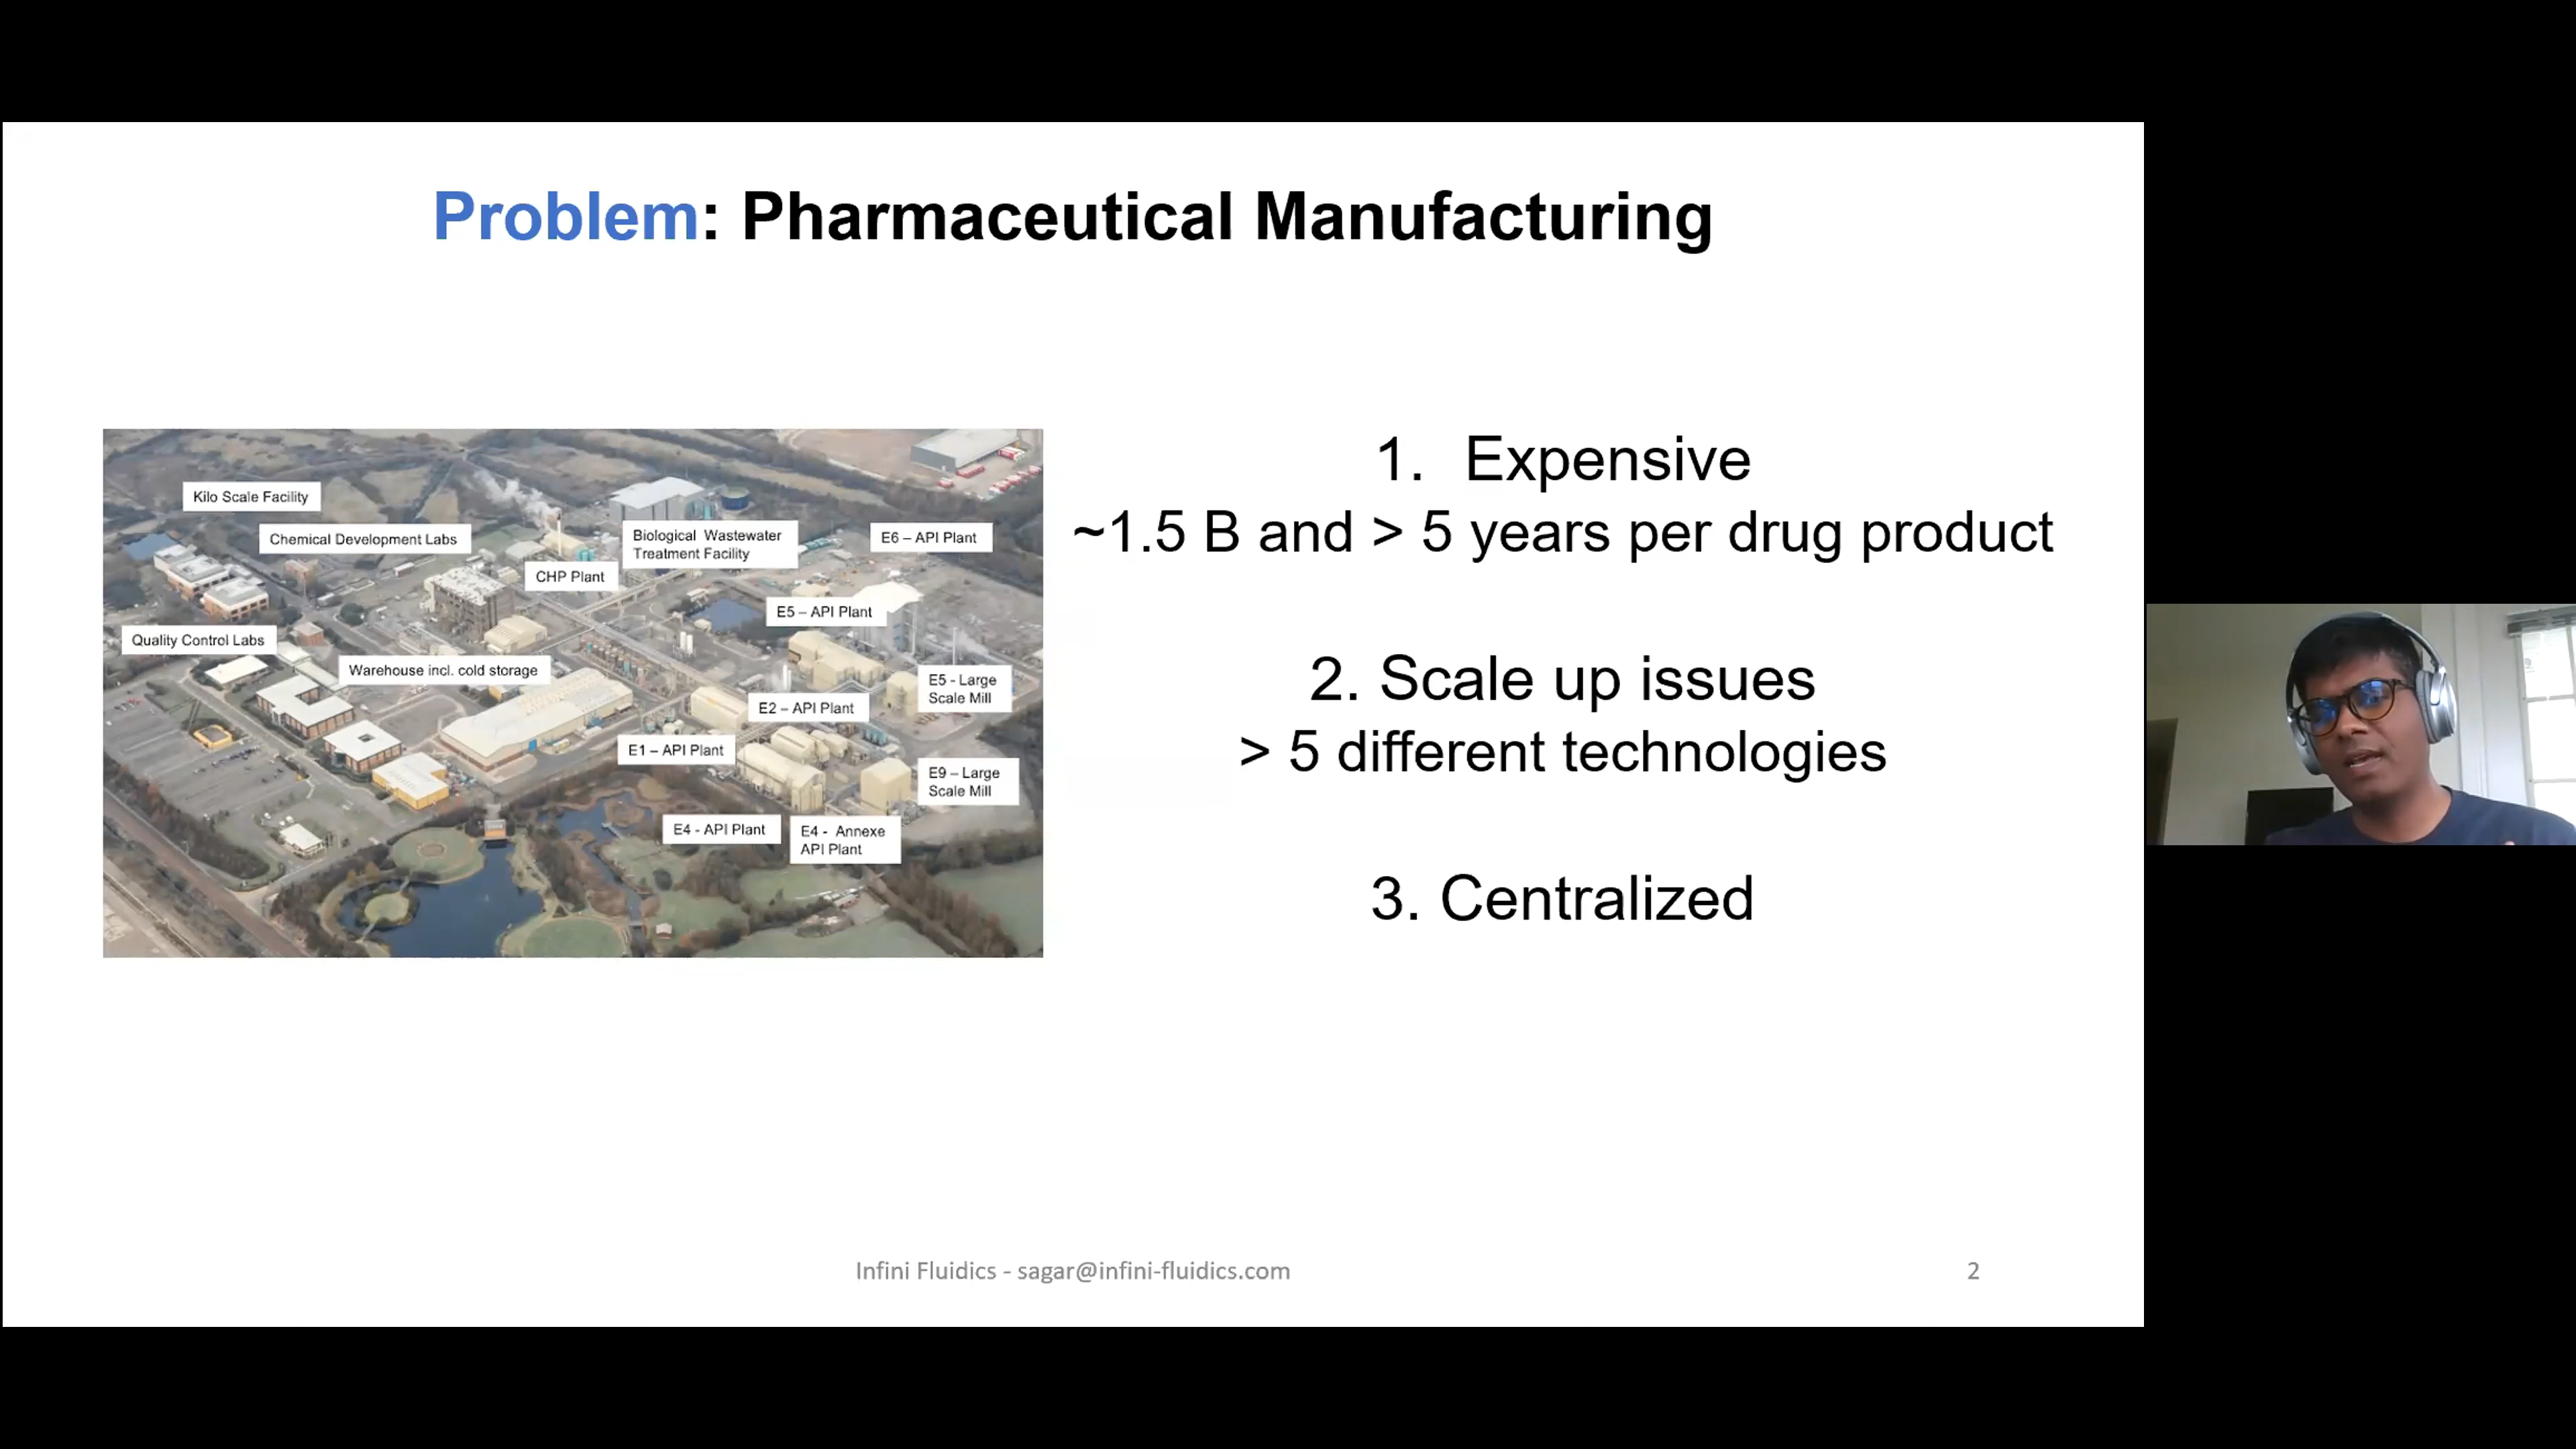 Problem: Pharmaceutical Manufacturing
Kilo Scale Facility
Chemical Development Labs
Biological Wastewater
Treatment Facility
E6 – API Plant
CHP Plant
E5 – API Plant
Quality Control Labs
Warehouse incl. cold storage
E5 - Large
Scale Mill
E2 – API Plant
E1 – API Plant
E9 – Large
Scale Mill
E4 - API Plant
E4 - Annexe
API Plant
1. Expensive
~1.5 B and > 5 years per drug product
2. Scale up issues
> 5 different technologies
3. Centralized
Infini Fluidics - sagar@infini-fluidics.com
2